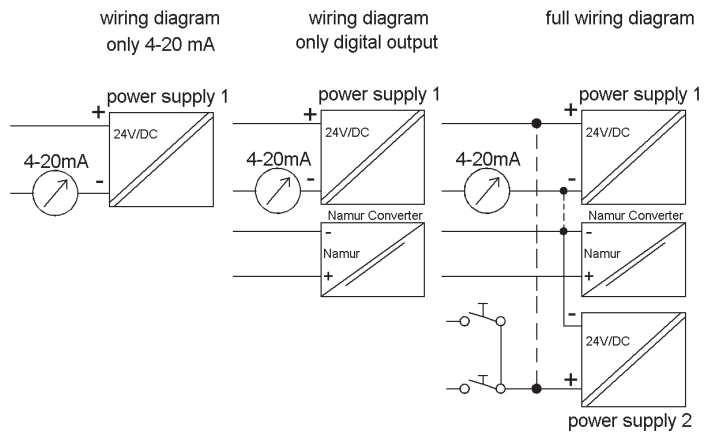 wiring diagram
only 4-20 mA
power supply 1
+
24V/DC
4-20mA
-
wiring diagram
only digital output
power supply 1
+
24V/DC
4-20mA
-
Namur Converter
-
Namur
+
full wiring diagram
power supply 1
+
24V/DC
4-20mA
-
Namur Converter
-
Namur
+
-
24V/DC
+
power supply 2